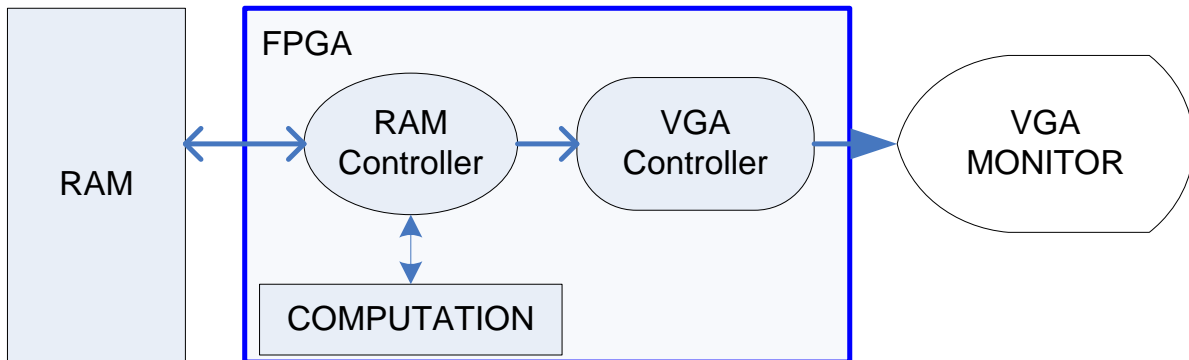 FPGA
RAM
RAM
Controller
COMPUTATION
VGA
Controller
VGA
MONITOR